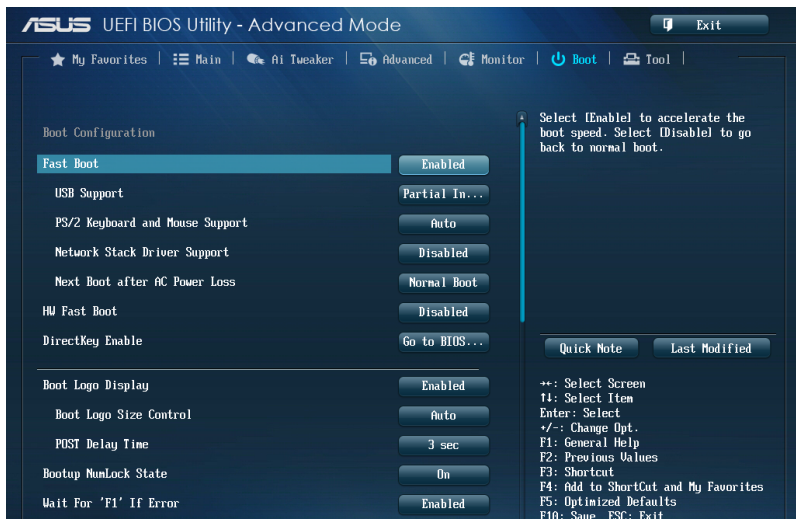 ASUS UEFI BIOS Utility - Advanced Mode
Exit
My Favorites | Main | Ai Tweaker | Advanced | Monitor | Boot | Tool |
Boot Configuration
Fast Boot Enabled
USB Support Partial In...
PS/2 Keyboard and Mouse Support Auto
Network Stack Driver Support Disabled
Next Boot after AC Power Loss Normal Boot
HW Fast Boot Disabled
DirectKey Enable Go to BIOS...
Boot Logo Display Enabled
Boot Logo Size Control Auto
POST Delay Time 3 sec
Bootup NumLock State On
Wait For 'F1' If Error Enabled
Select [Enable] to accelerate the
boot speed. Select [Disable] to go
back to normal boot.
Quick Note Last Modified
→←: Select Screen
↑↓: Select Item
Enter: Select
+/-: Change Opt.
F1: General Help
F2: Previous Values
F3: Shortcut
F4: Add to ShortCut and My Favorites
F5: Optimized Defaults
F10: Save ESC: Exit